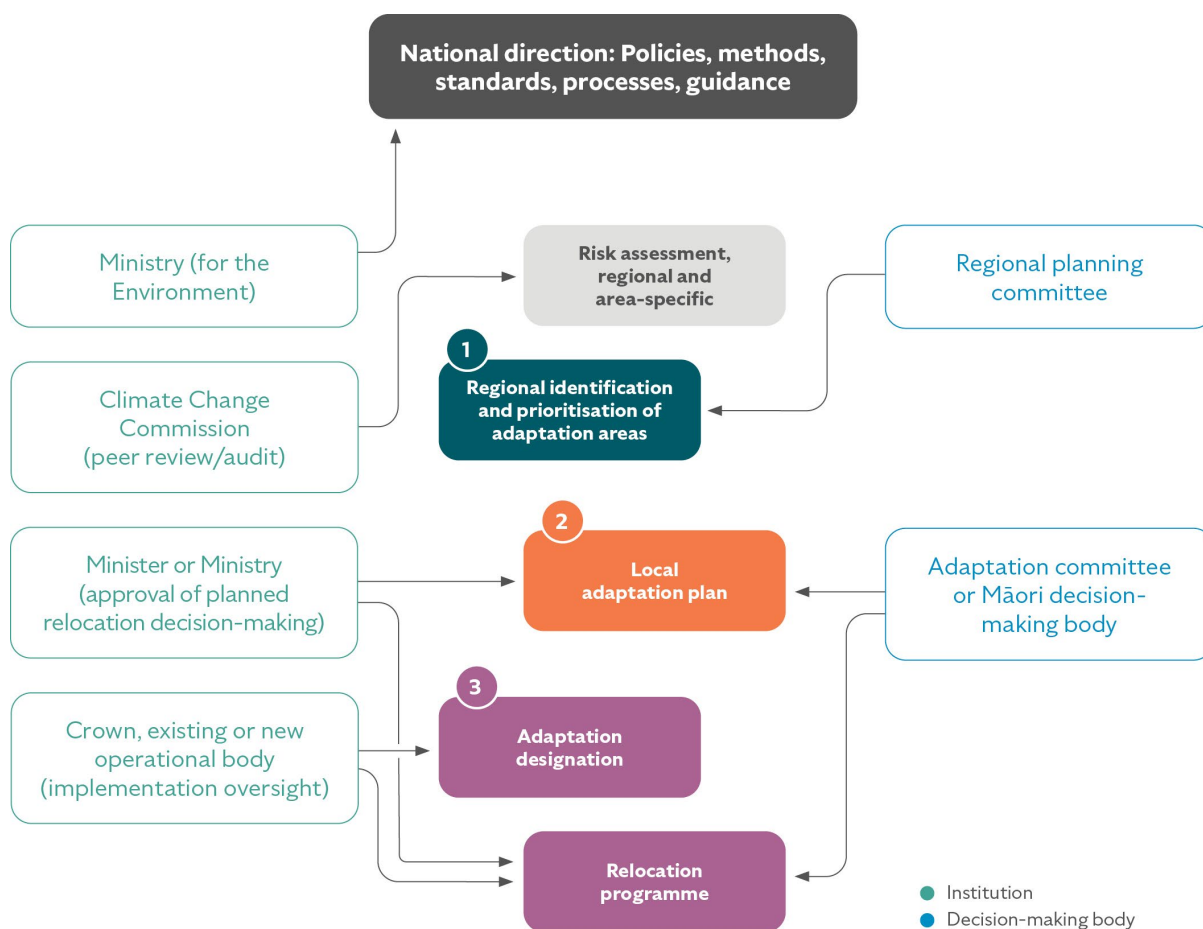 National direction: Policies, methods,
standards, processes, guidance
Ministry (for the
Environment)
Risk assessment,
regional and
area-specific
Regional planning
committee
1
Regional identification
and prioritisation of
adaptation areas
Climate Change
Commission
(peer review/audit)
2
Minister or Ministry
(approval of planned
relocation decision-making)
Local
adaptation plan
Adaptation committee
or Māori decision-
making body
3
Crown, existing or new
operational body
(implementation oversight)
Adaptation
designation
Relocation
programme
Institution
Decision-making body